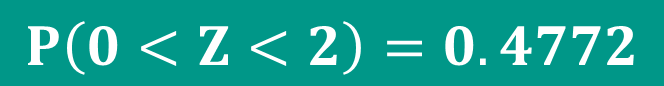 P(0 < Z < 2) = 0.4772